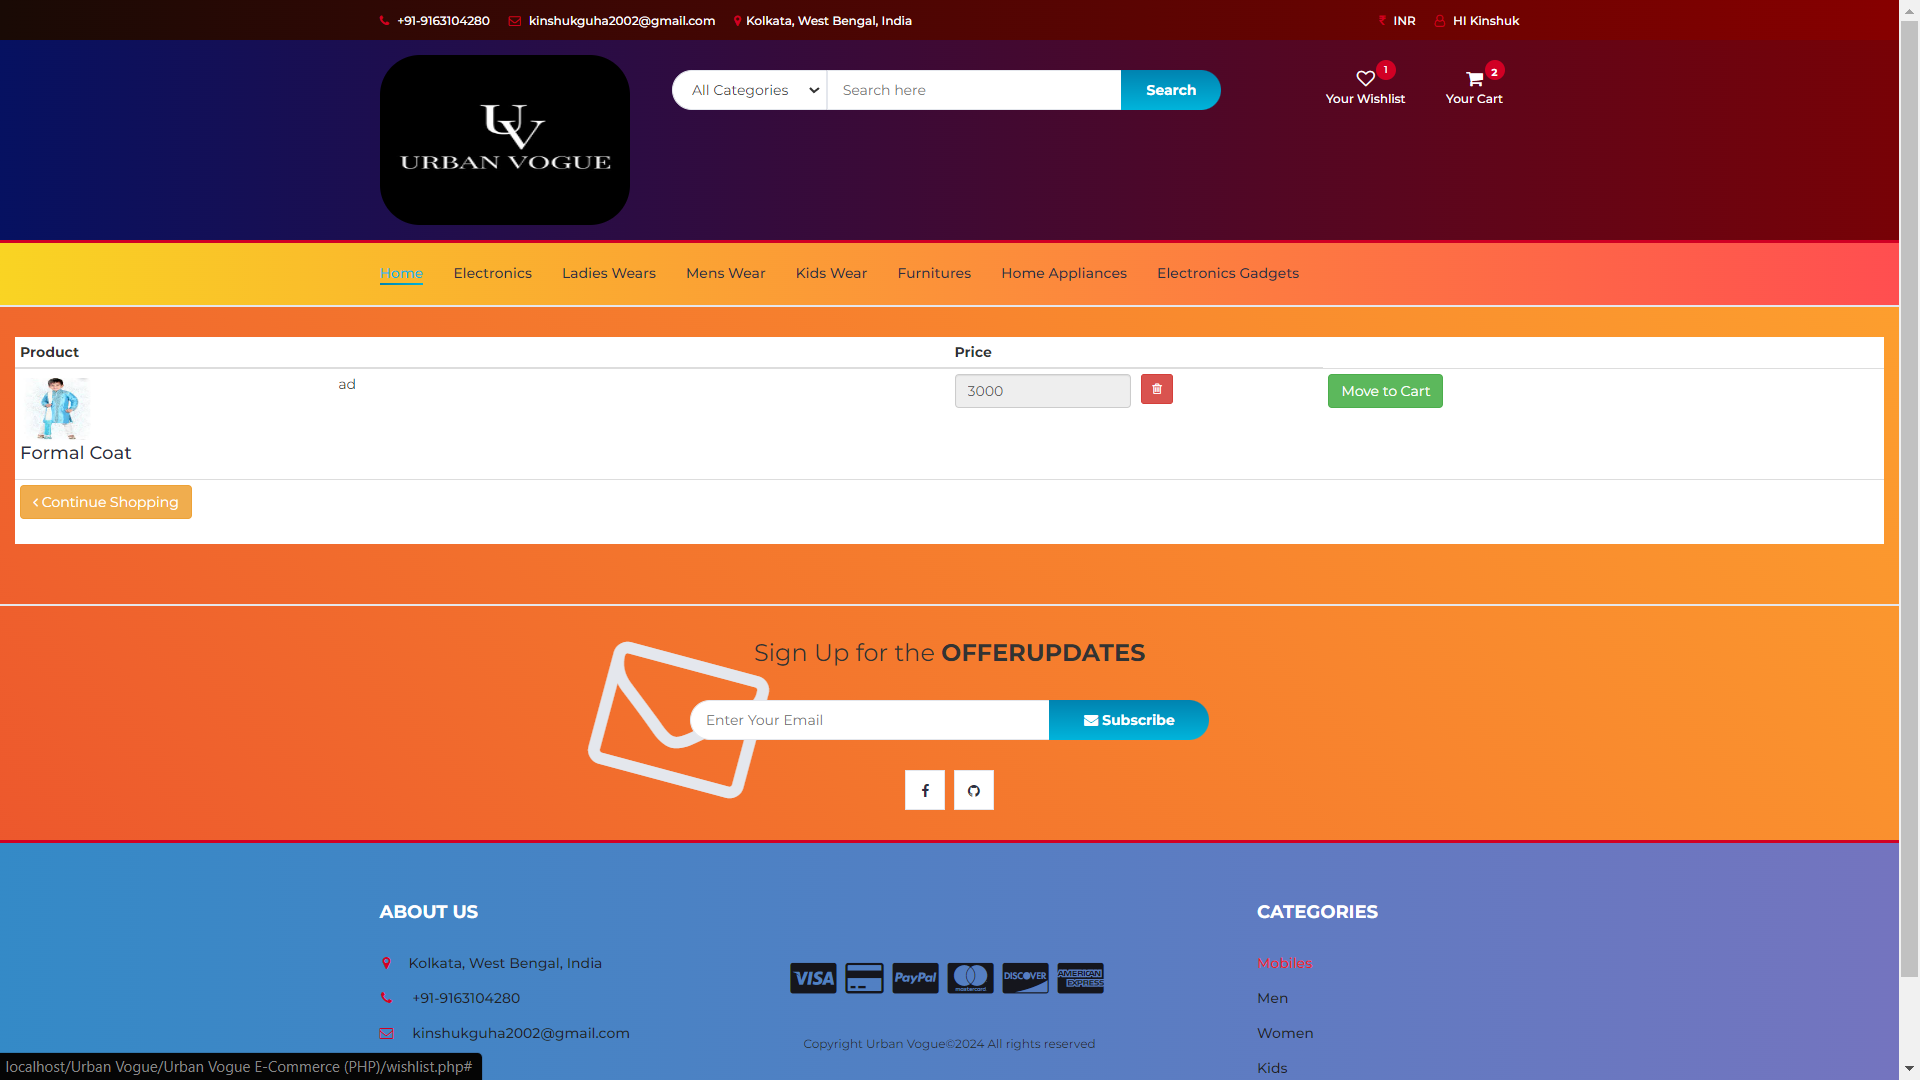 +91-9163104280 kinshukguha2002@gmail.com Kolkata, West Bengal, India INR HI Kinshuk
UV
URBAN VOGUE
All Categories Search here Search
1 2
Your Wishlist Your Cart
Home Electronics Ladies Wears Mens Wear Kids Wear Furnitures Home Appliances Electronics Gadgets
Product Price
ad 3000 Move to Cart
Formal Coat
Continue Shopping
Sign Up for the OFFERUPDATES
Enter Your Email Subscribe
ABOUT US
Kolkata, West Bengal, India
+91-9163104280
kinshukguha2002@gmail.com
VISA PayPal mastercard DISCOVER AMERICAN EXPRESS
Copyright Urban Vogue©2024 All rights reserved
CATEGORIES
Mobiles
Men
Women
Kids
localhost/Urban Vogue/Urban Vogue E-Commerce (PHP)/wishlist.php#